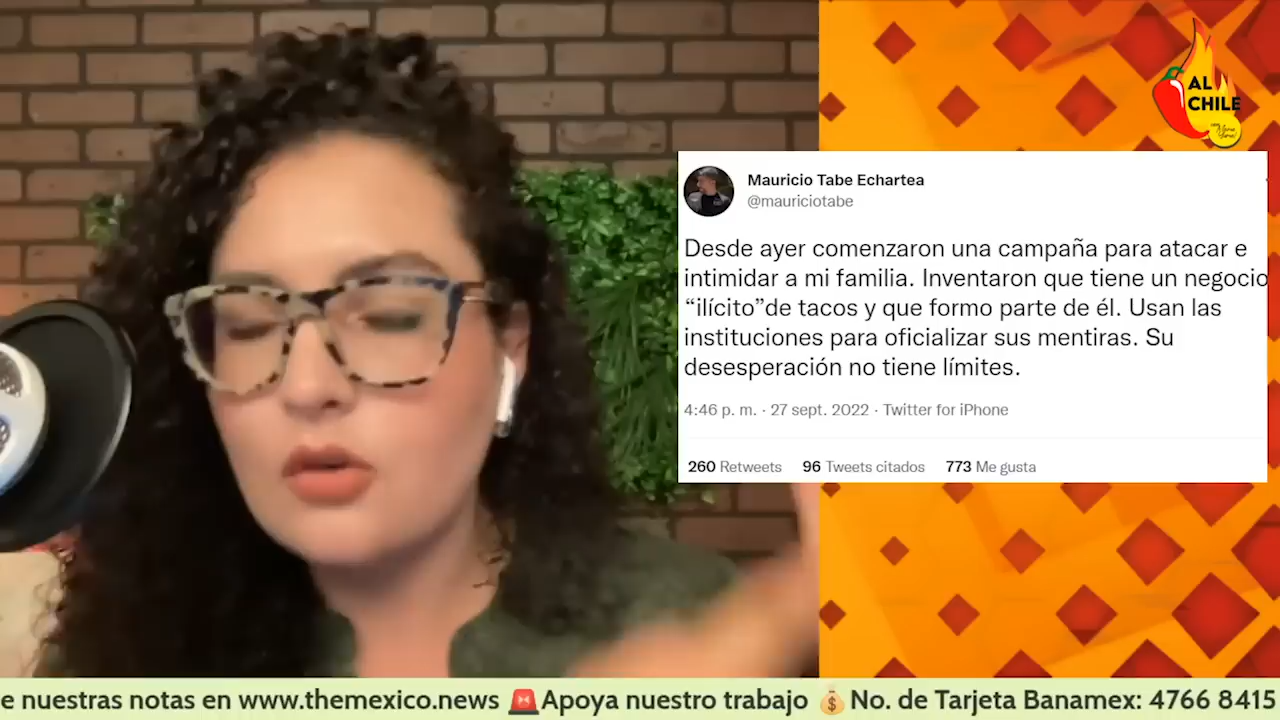 AL
CHILE
Mauricio Tabe Echartea
@mauriciotabe
Desde ayer comenzaron una campaña para atacar e
intimidar a mi familia. Inventaron que tiene un negocio
“ilícito”de tacos y que formo parte de él. Usan las
instituciones para oficializar sus mentiras. Su
desesperación no tiene límites.
4:46 p. m. · 27 sept. 2022 · Twitter for iPhone
260 Retweets 96 Tweets citados 773 Me gusta
e nuestras notas en www.themexico.news 🚨Apoya nuestro trabajo 💰No. de Tarjeta Banamex: 4766 8415